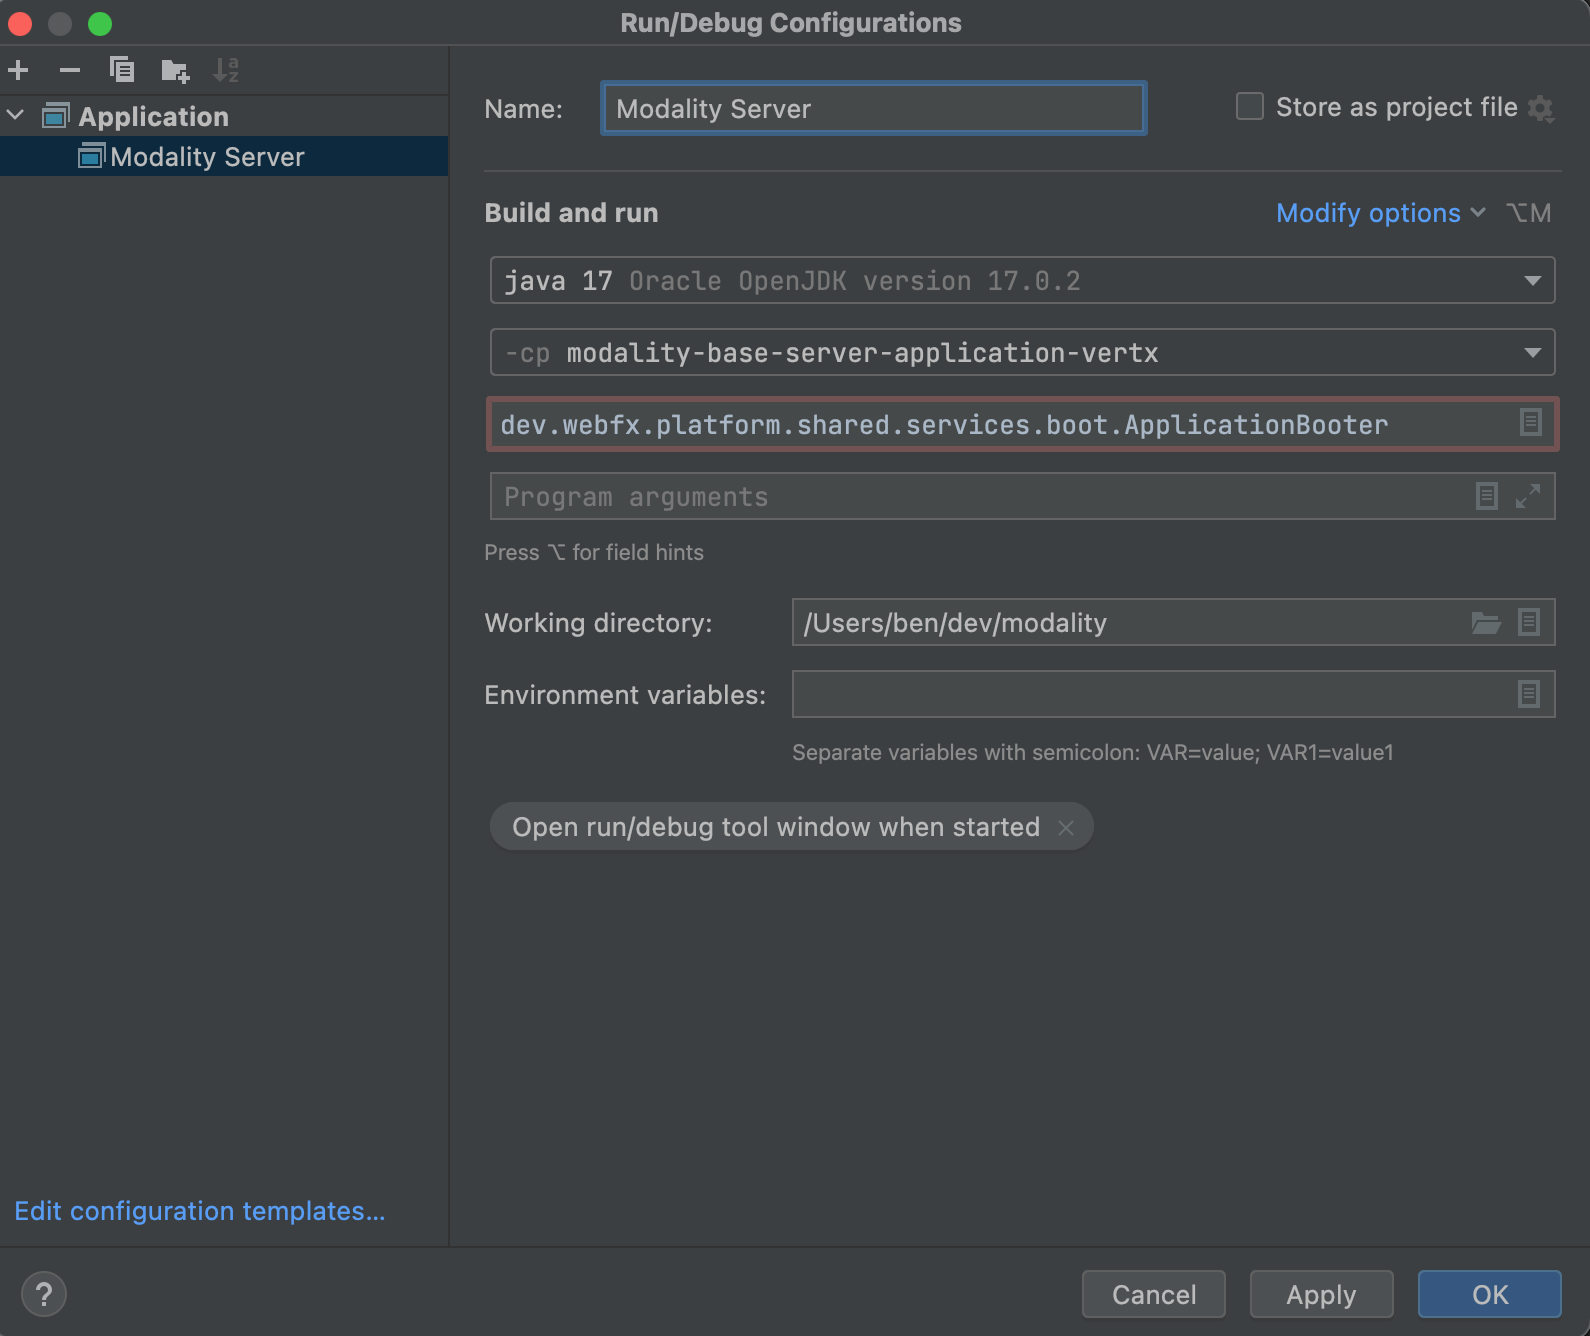 Run/Debug Configurations
Application
Modality Server
Edit configuration templates...
Name: Modality Server
Store as project file
Build and run
Modify options ⌥M
java 17 Oracle OpenJDK version 17.0.2
-cp modality-base-server-application-vertx
dev.webfx.platform.shared.services.boot.ApplicationBooter
Program arguments
Press ⌥ for field hints
Working directory: /Users/ben/dev/modality
Environment variables:
Separate variables with semicolon: VAR=value; VAR1=value1
Open run/debug tool window when started
?
Cancel
Apply
OK